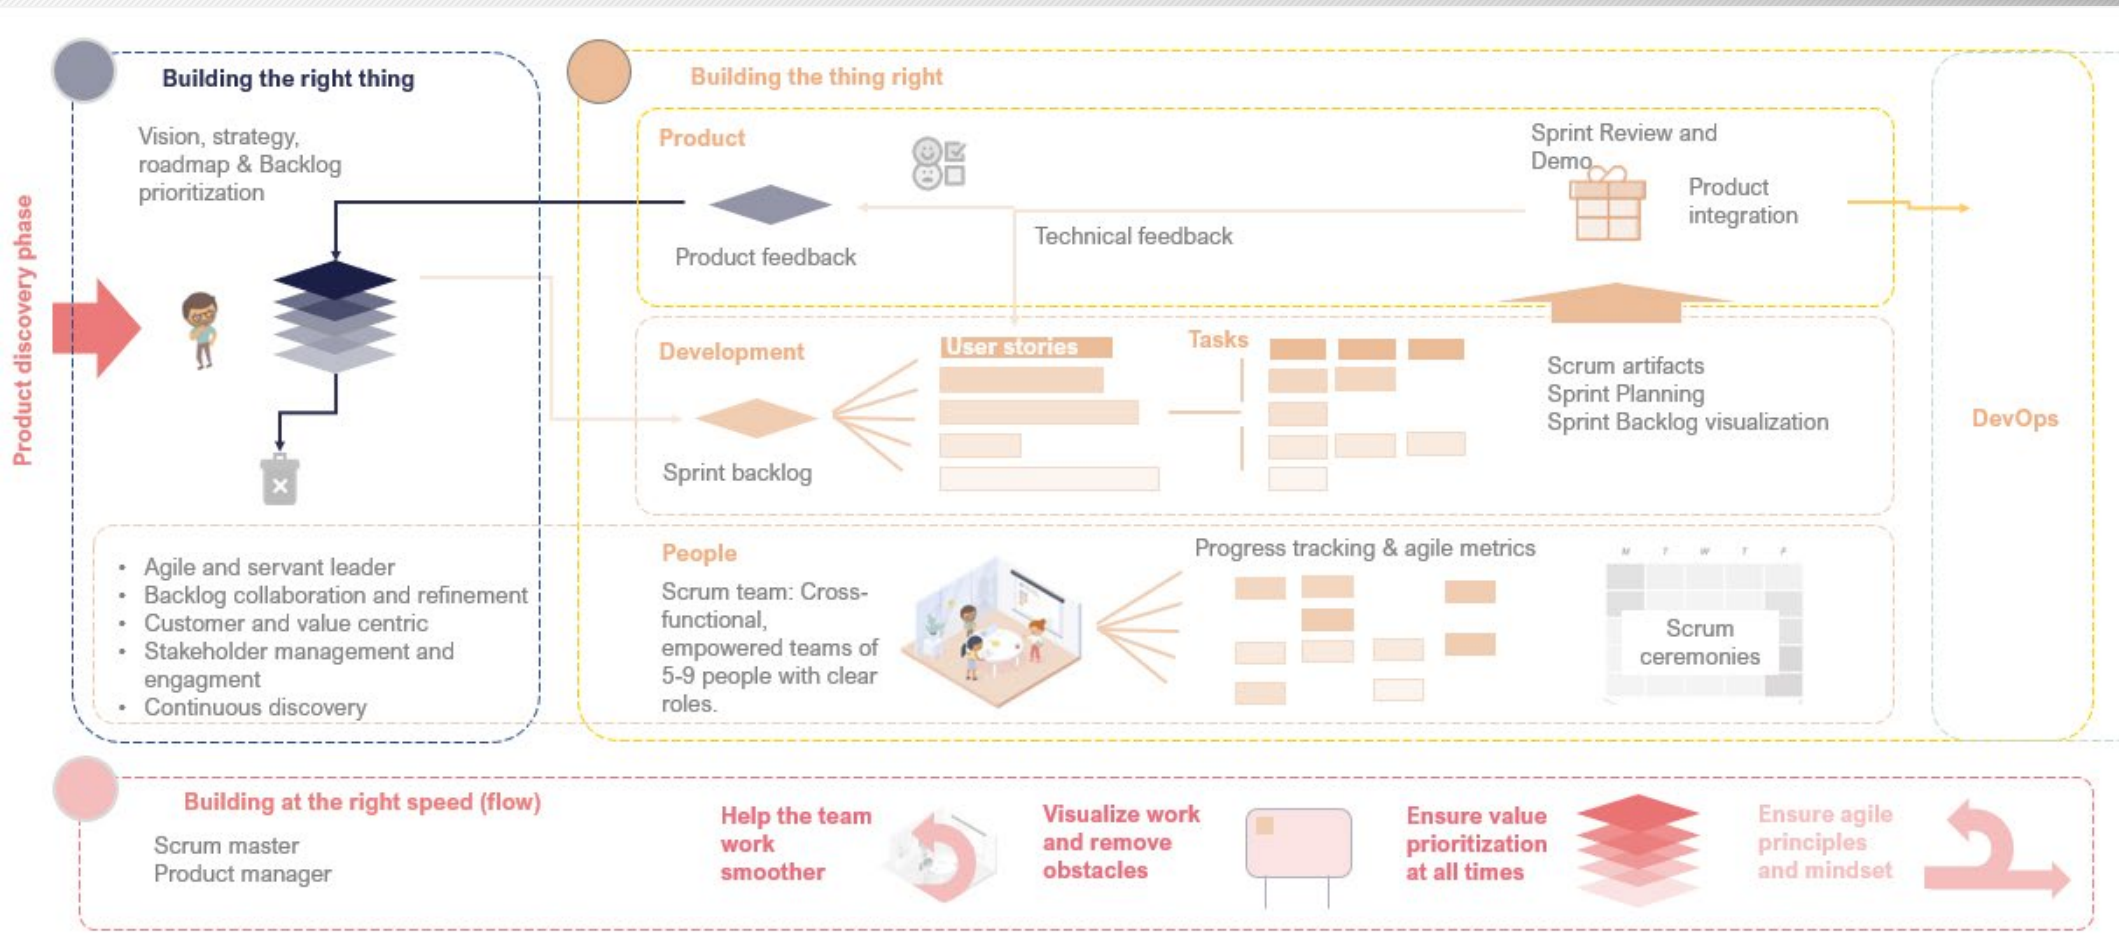 Product discovery phase
Building the right thing
Vision, strategy,
roadmap & Backlog
prioritization
• Agile and servant leader
• Backlog collaboration and refinement
• Customer and value centric
• Stakeholder management and
engagment
• Continuous discovery
Building the thing right
Product
Product feedback
Technical feedback
Sprint Review and
Demo
Product
integration
Development
Sprint backlog
User stories
Tasks
Scrum artifacts
Sprint Planning
Sprint Backlog visualization
DevOps
People
Scrum team: Cross-
functional,
empowered teams of
5-9 people with clear
roles.
Progress tracking & agile metrics
M T W T F
Scrum
ceremonies
Building at the right speed (flow)
Scrum master
Product manager
Help the team
work
smoother
Visualize work
and remove
obstacles
Ensure value
prioritization
at all times
Ensure agile
principles
and mindset